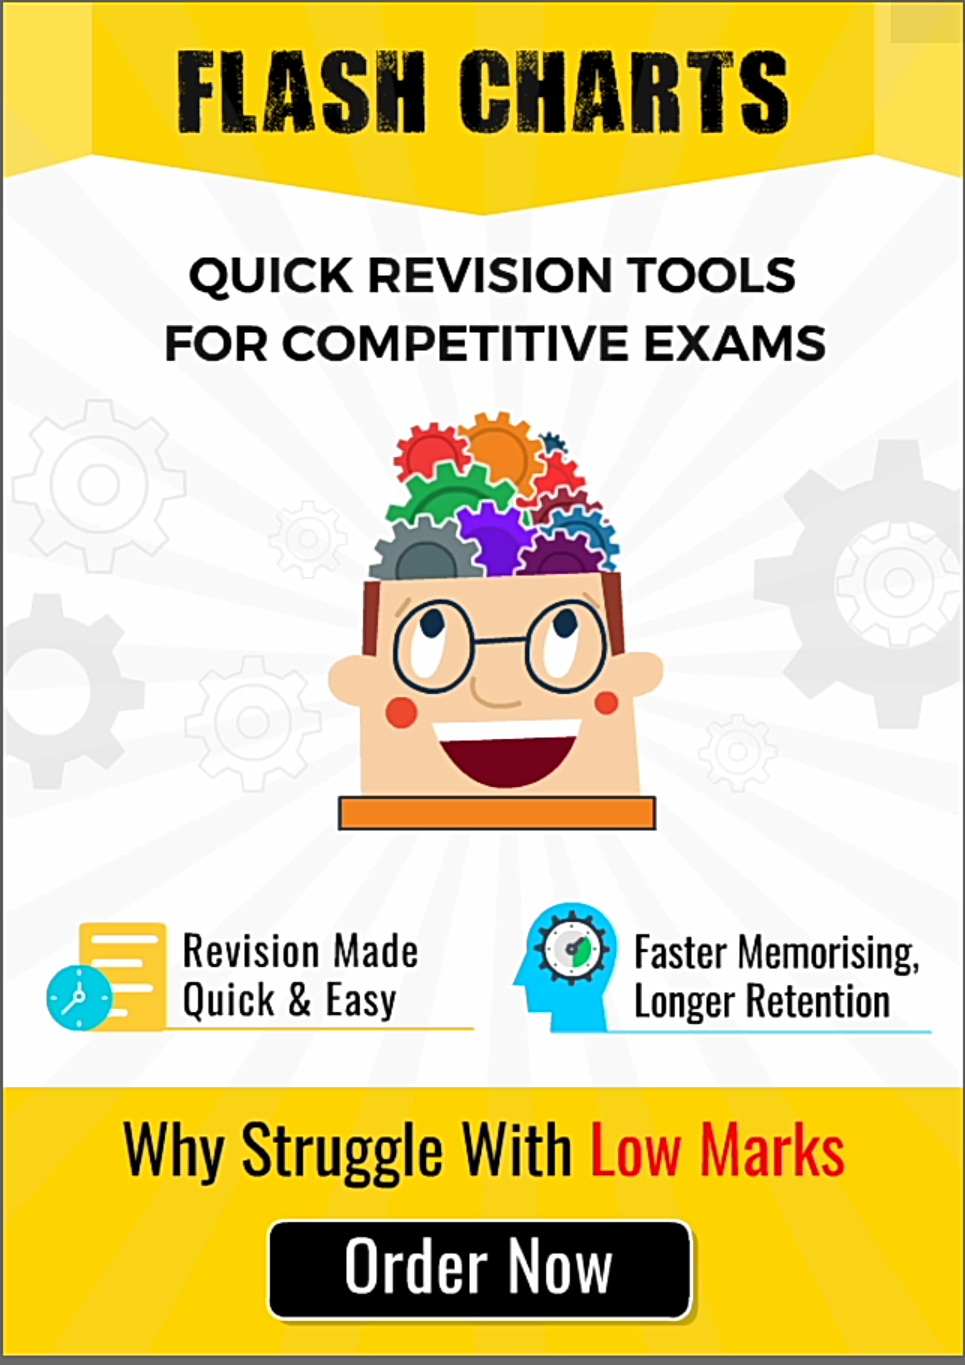 FLASH CHARTS
QUICK REVISION TOOLS
FOR COMPETITIVE EXAMS
Revision Made
Quick & Easy
Faster Memorising,
Longer Retention
Why Struggle With Low Marks
Order Now